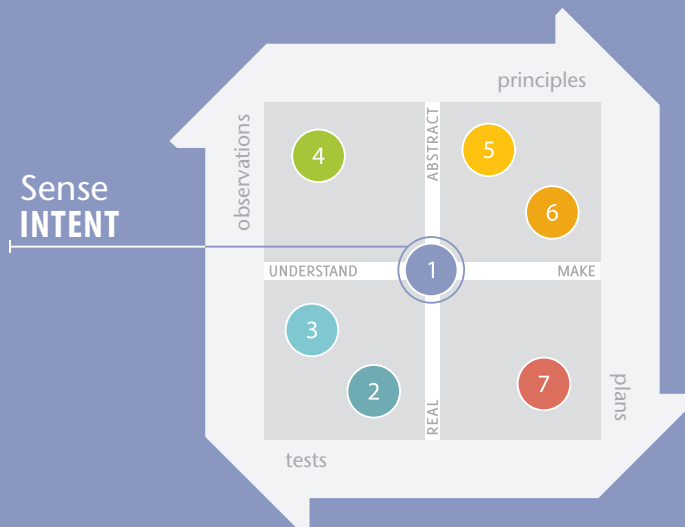 principles
observations
ABSTRACT
4
5
6
Sense
INTENT
UNDERSTAND
1
MAKE
3
2
7
REAL
plans
tests